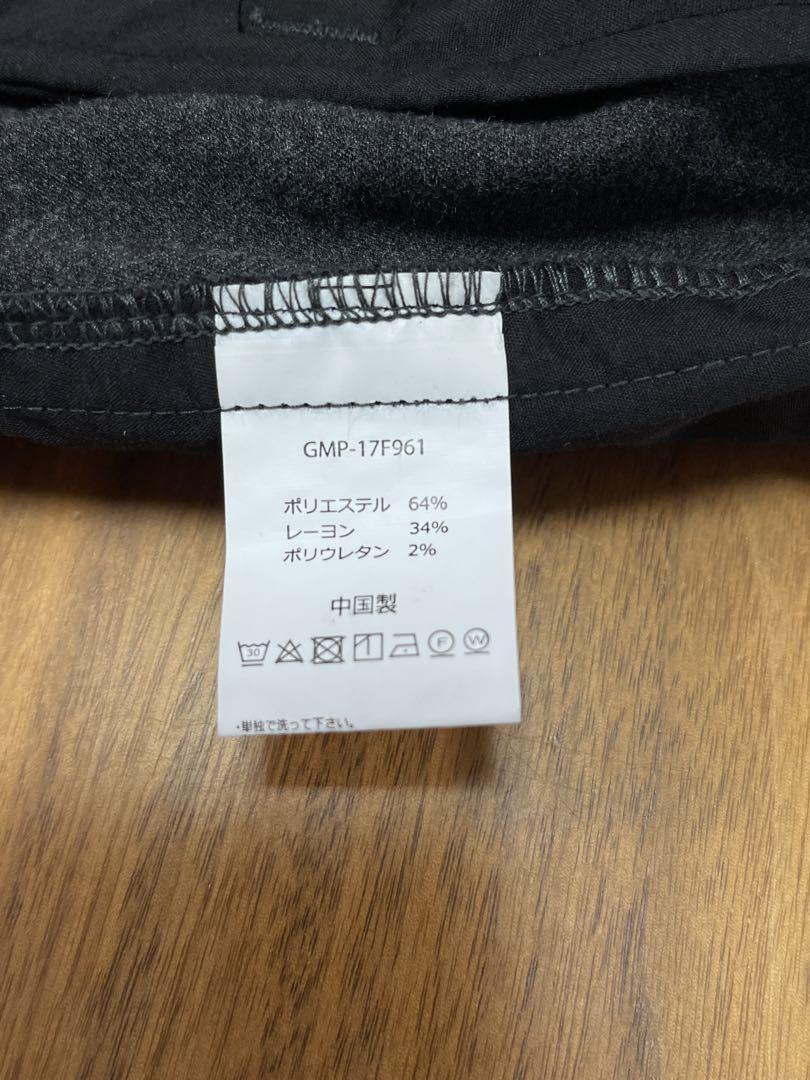 GMP-17F961
ポリエステル 64%
レーヨン 34%
ポリウレタン 2%
中国製
30 F W
・単独で洗って下さい。